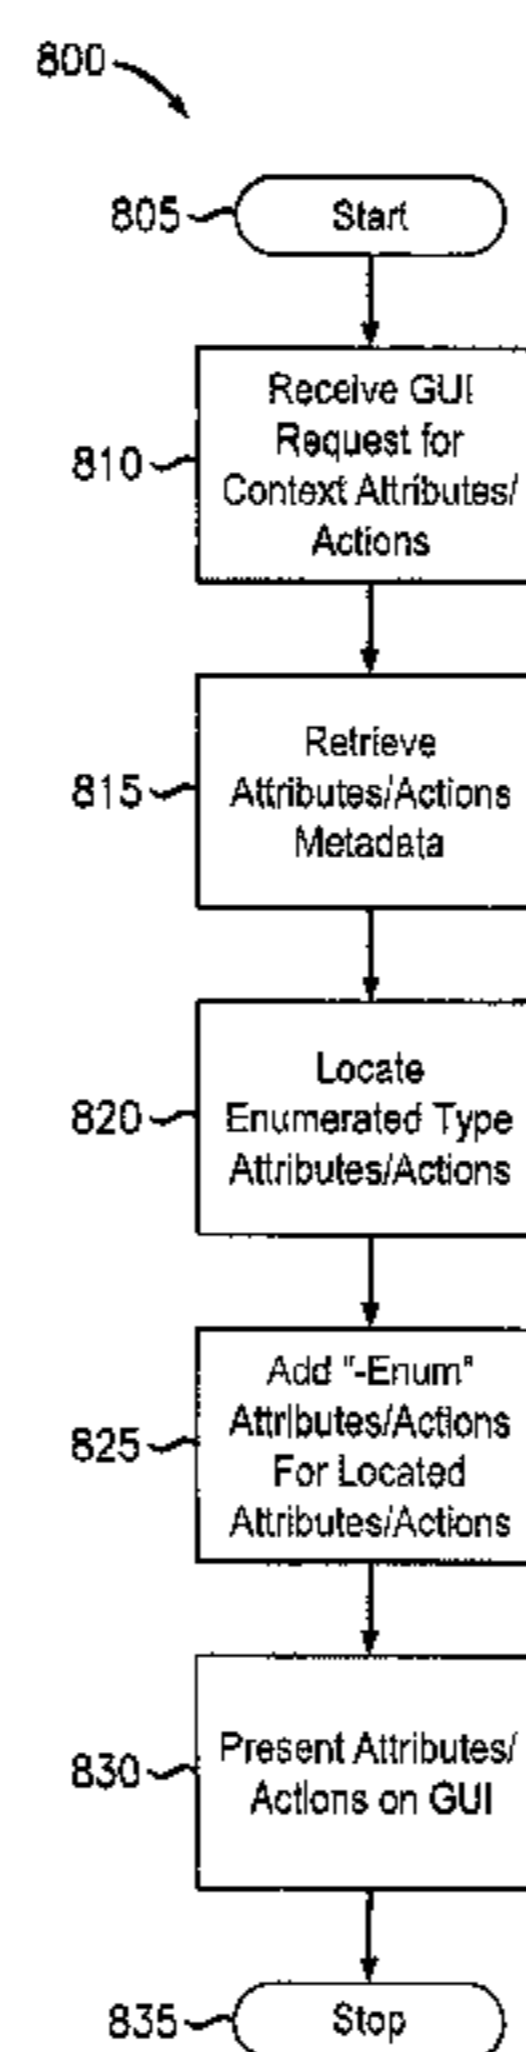 800
805
Start
810
Receive GUI
Request for
Context Attributes/
Actions
815
Retrieve
Attributes/Actions
Metadata
820
Locate
Enumerated Type
Attributes/Actions
825
Add "-Enum"
Attributes/Actions
For Located
Attributes/Actions
830
Present Attributes/
Actions on GUI
835
Stop